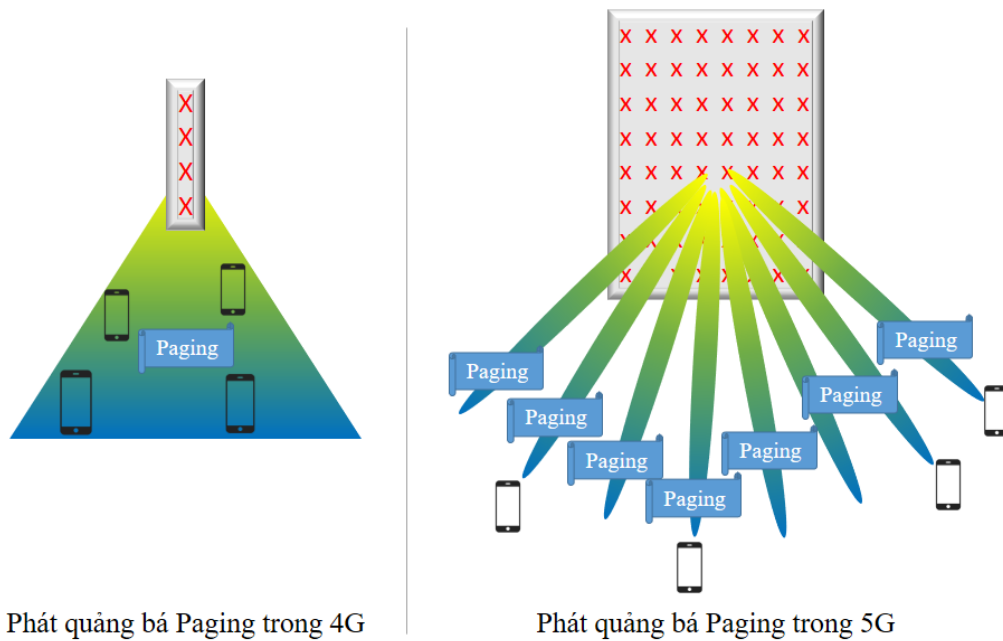 X
X
X
X
Paging
Phát quảng bá Paging trong 4G
X X X X X X X X
X X X X X X X X
X X X X X X X X
X X X X X X X X
X X X X X X X X
X X X X X X X X
X X X X X X X X
X X X X X X X
Paging
Paging
Paging
Paging
Paging
Paging
Paging
Phát quảng bá Paging trong 5G